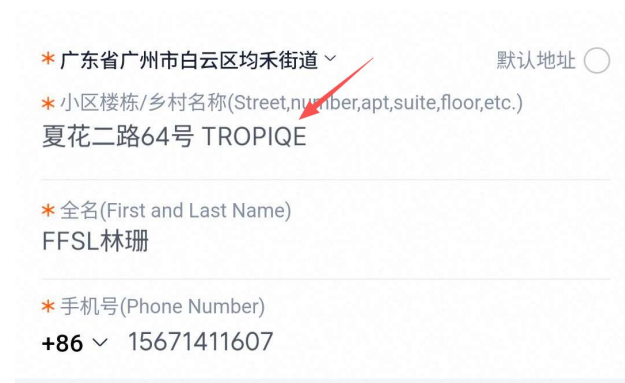 * 广东省广州市白云区均禾街道 默认地址
* 小区楼栋/乡村名称(Street,number,apt,suite,floor,etc.)
夏花二路64号 TROPIQE
* 全名(First and Last Name)
FFSL林珊
* 手机号(Phone Number)
+86 15671411607